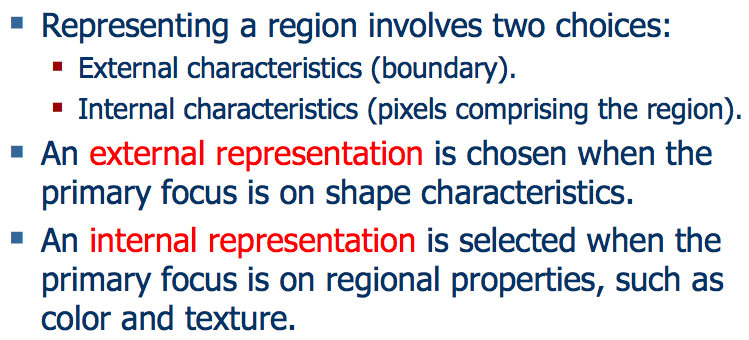 Representing a region involves two choices:
External characteristics (boundary).
Internal characteristics (pixels comprising the region).
An external representation is chosen when the
primary focus is on shape characteristics.
An internal representation is selected when the
primary focus is on regional properties, such as
color and texture.